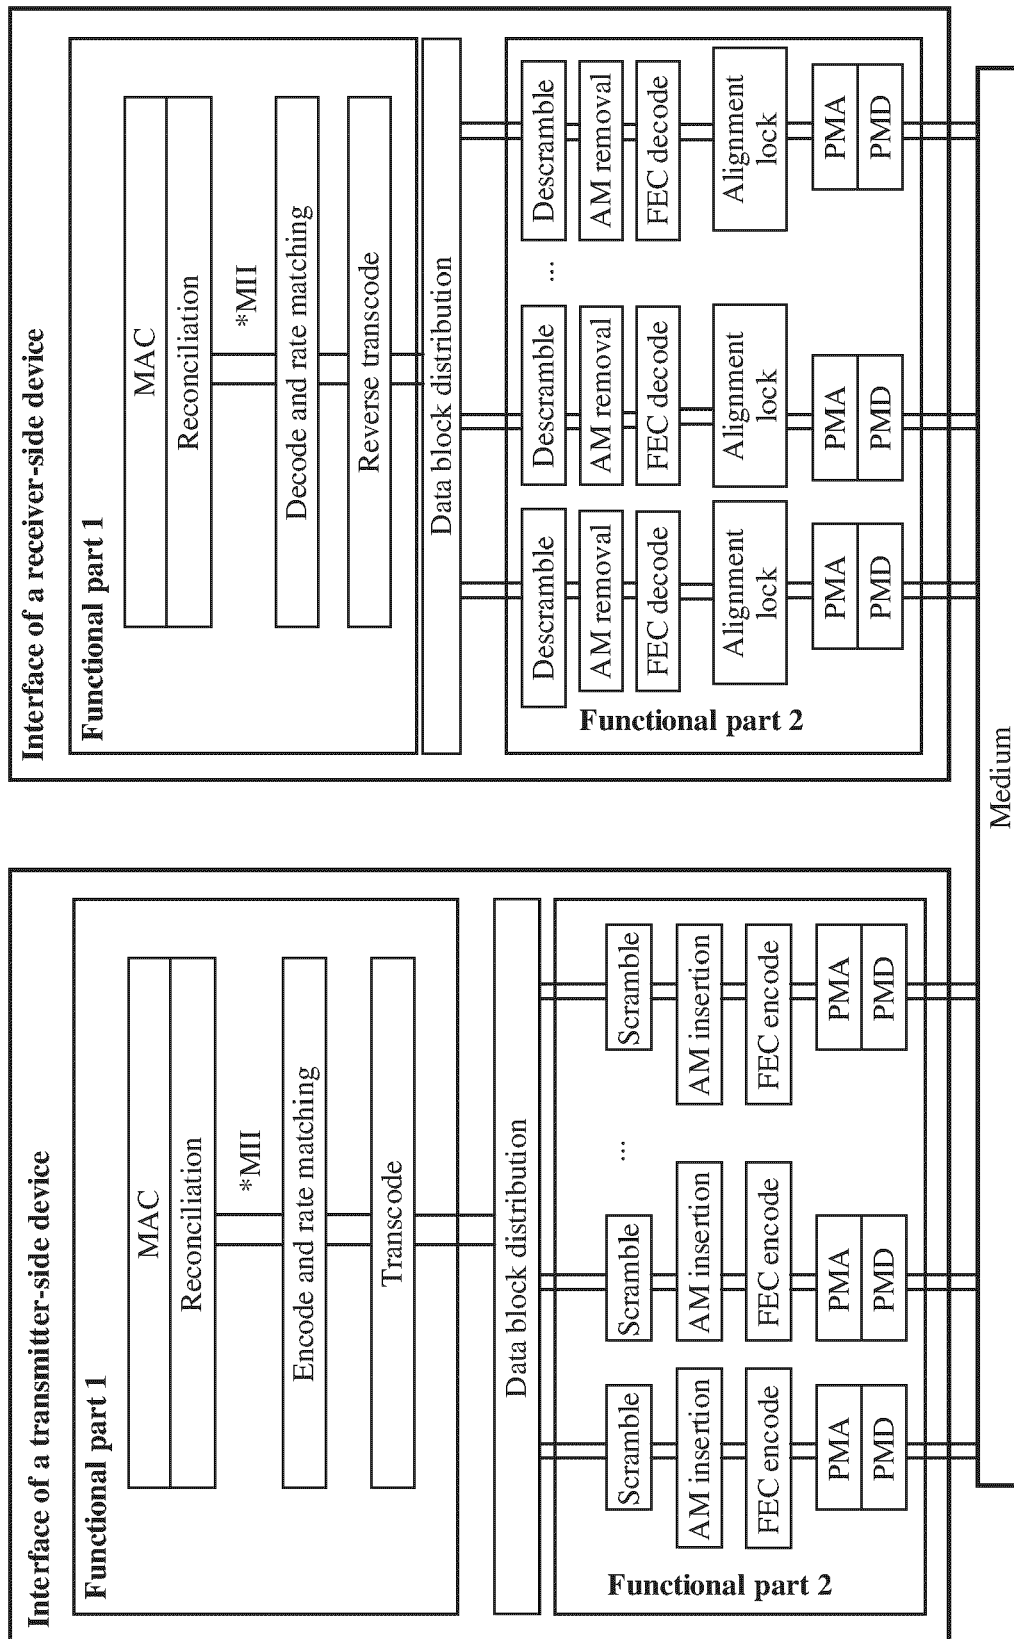 Interface of a transmitter-side device
Functional part 1
MAC
Reconciliation
*MII
Encode and rate matching
Transcode
Data block distribution
Scramble
Scramble
...
Scramble
AM insertion
AM insertion
AM insertion
FEC encode
FEC encode
FEC encode
PMA
PMA
PMA
PMD
PMD
PMD
Functional part 2
Interface of a receiver-side device
Functional part 1
MAC
Reconciliation
*MII
Decode and rate matching
Reverse transcode
Data block distribution
Descramble
Descramble
...
Descramble
AM removal
AM removal
AM removal
FEC decode
FEC decode
FEC decode
Alignment
lock
Alignment
lock
Alignment
lock
PMA
PMA
PMA
PMD
PMD
PMD
Functional part 2
Medium